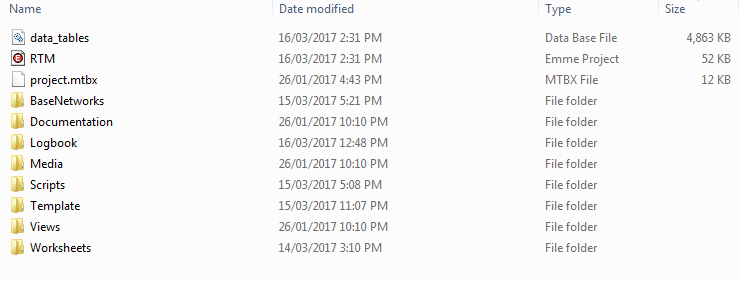 Name Date modified Type Size
data_tables 16/03/2017 2:31 PM Data Base File 4,863 KB
RTM 16/03/2017 2:31 PM Emme Project 52 KB
project.mtbx 26/01/2017 4:43 PM MTBX File 12 KB
BaseNetworks 15/03/2017 5:21 PM File folder
Documentation 26/01/2017 10:10 PM File folder
Logbook 16/03/2017 12:48 PM File folder
Media 26/01/2017 10:10 PM File folder
Scripts 15/03/2017 5:08 PM File folder
Template 15/03/2017 11:07 PM File folder
Views 26/01/2017 10:10 PM File folder
Worksheets 14/03/2017 3:10 PM File folder